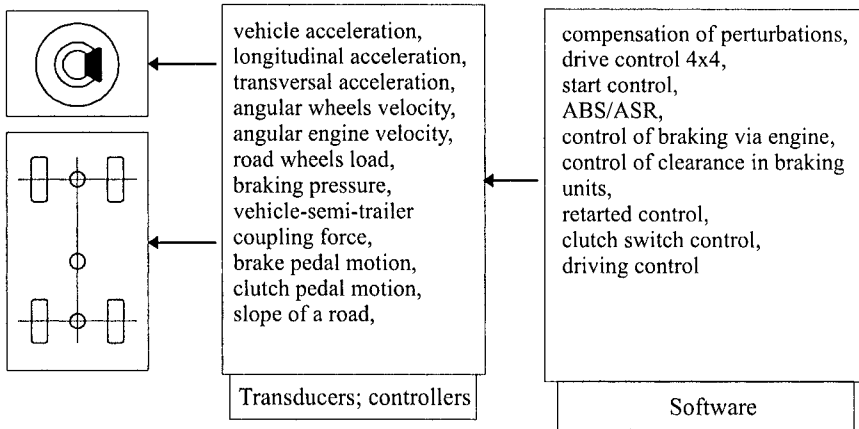 vehicle acceleration,
longitudinal acceleration,
transversal acceleration,
angular wheels velocity,
angular engine velocity,
road wheels load,
braking pressure,
vehicle-semi-trailer
coupling force,
brake pedal motion,
clutch pedal motion,
slope of a road,
Transducers; controllers
compensation of perturbations,
drive control 4x4,
start control,
ABS/ASR,
control of braking via engine,
control of clearance in braking
units,
retarted control,
clutch switch control,
driving control
Software